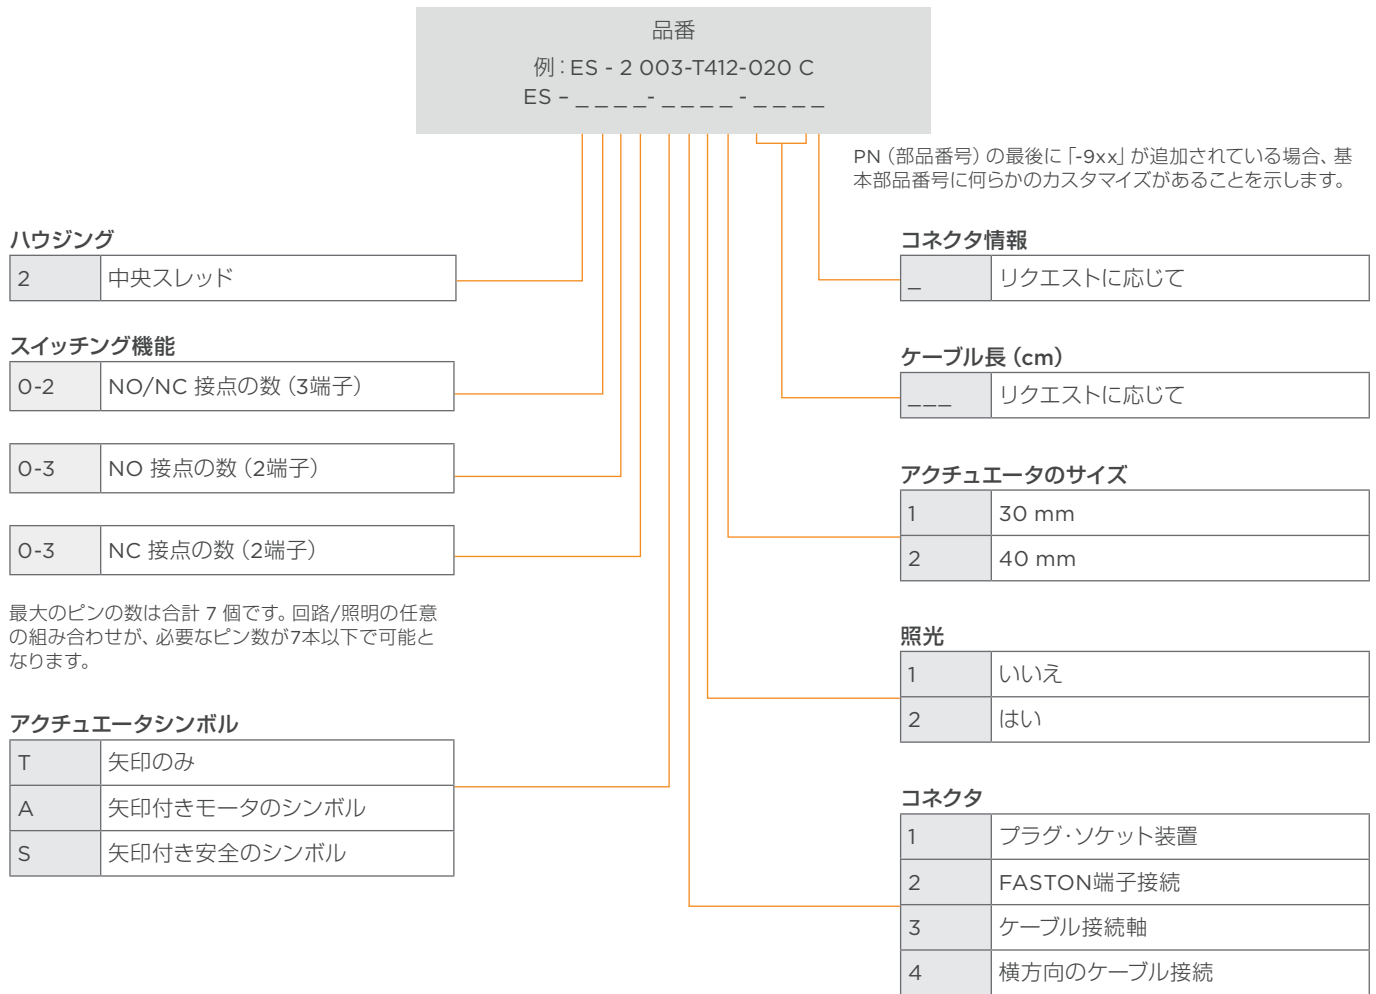 品番
例：ES - 2 003-T412-020 C
ES – _ _ _ _- _ _ _ _ - _ _ _ _
PN（部品番号）の最後に「-9xx」が追加されている場合、基
本部品番号に何らかのカスタマイズがあることを示します。
ハウジング
2 中央スレッド
スイッチング機能
0-2 NO/NC 接点の数（3端子）
0-3 NO 接点の数（2端子）
0-3 NC 接点の数（2端子）
最大のピンの数は合計 7 個です。回路/照明の任意
の組み合わせが、必要なピン数が7本以下で可能と
なります。
アクチュエータシンボル
T 矢印のみ
A 矢印付きモータのシンボル
S 矢印付き安全のシンボル
コネクタ情報
_ リクエストに応じて
ケーブル長（cm）
___ リクエストに応じて
アクチュエータのサイズ
1 30 mm
2 40 mm
照光
1 いいえ
2 はい
コネクタ
1 プラグ・ソケット装置
2 FASTON端子接続
3 ケーブル接続軸
4 横方向のケーブル接続